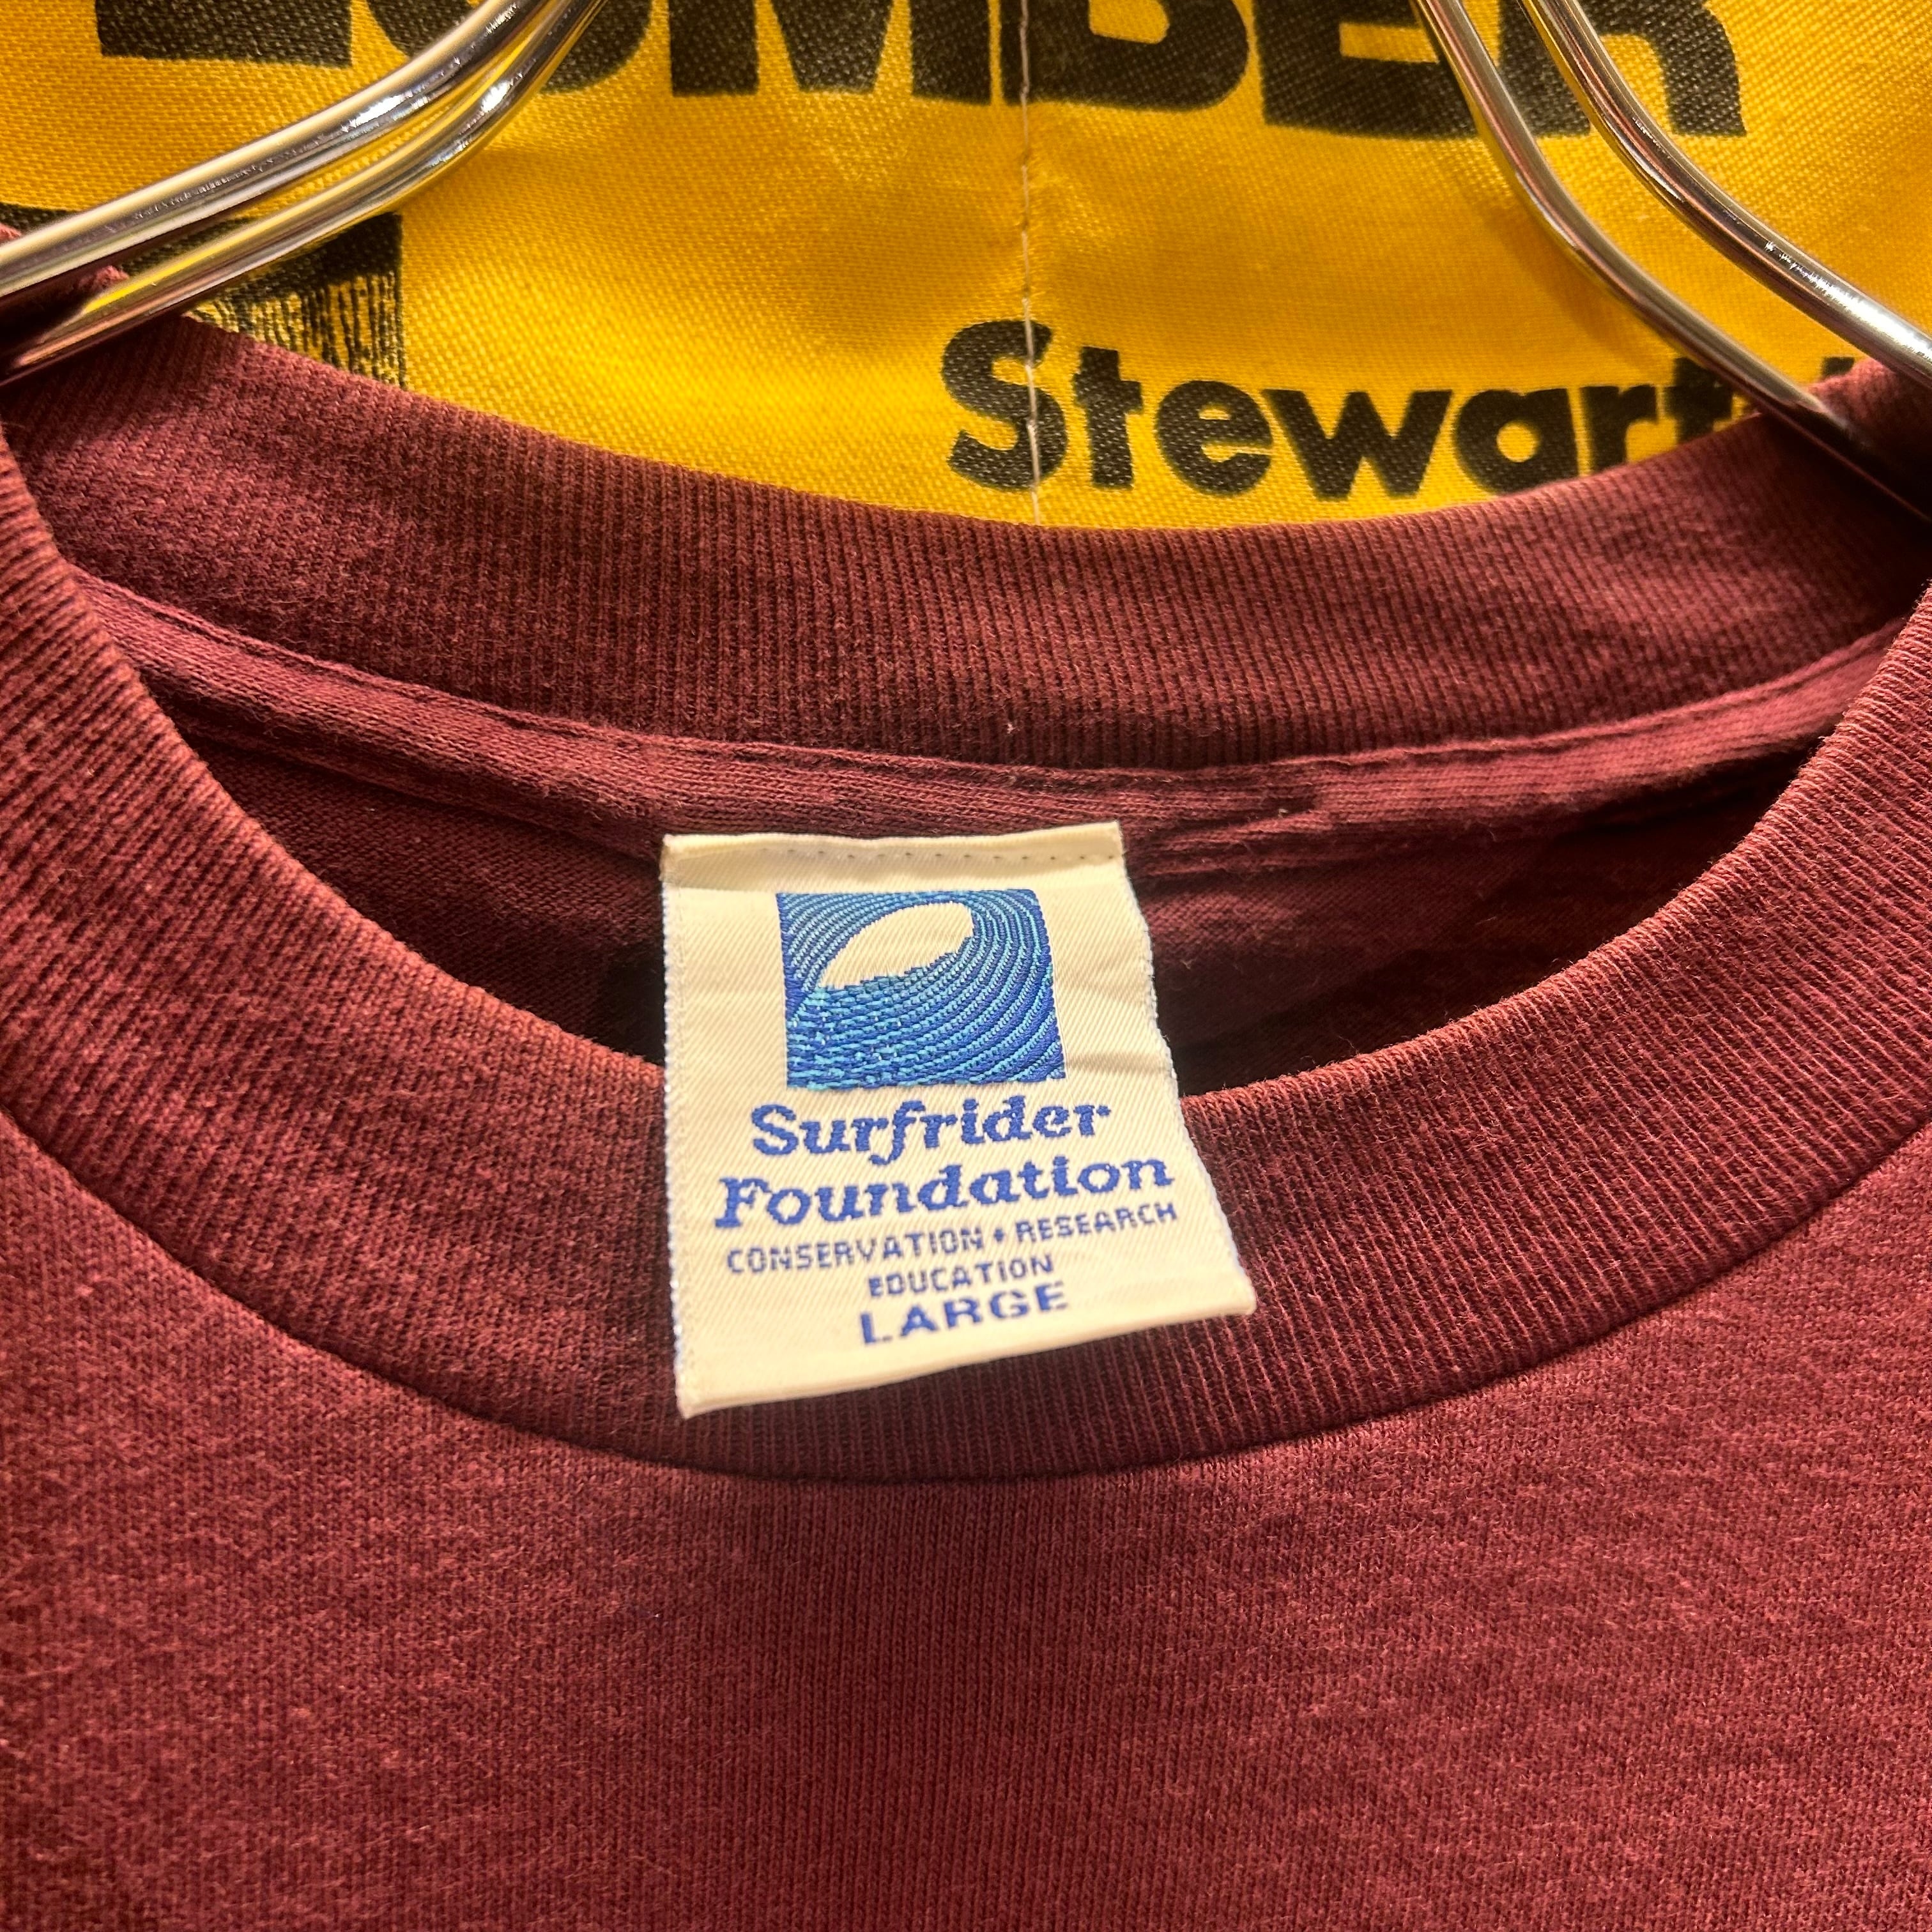 Stewart
Surfrider
Foundation
CONSERVATION • RESEARCH
EDUCATION
LARGE